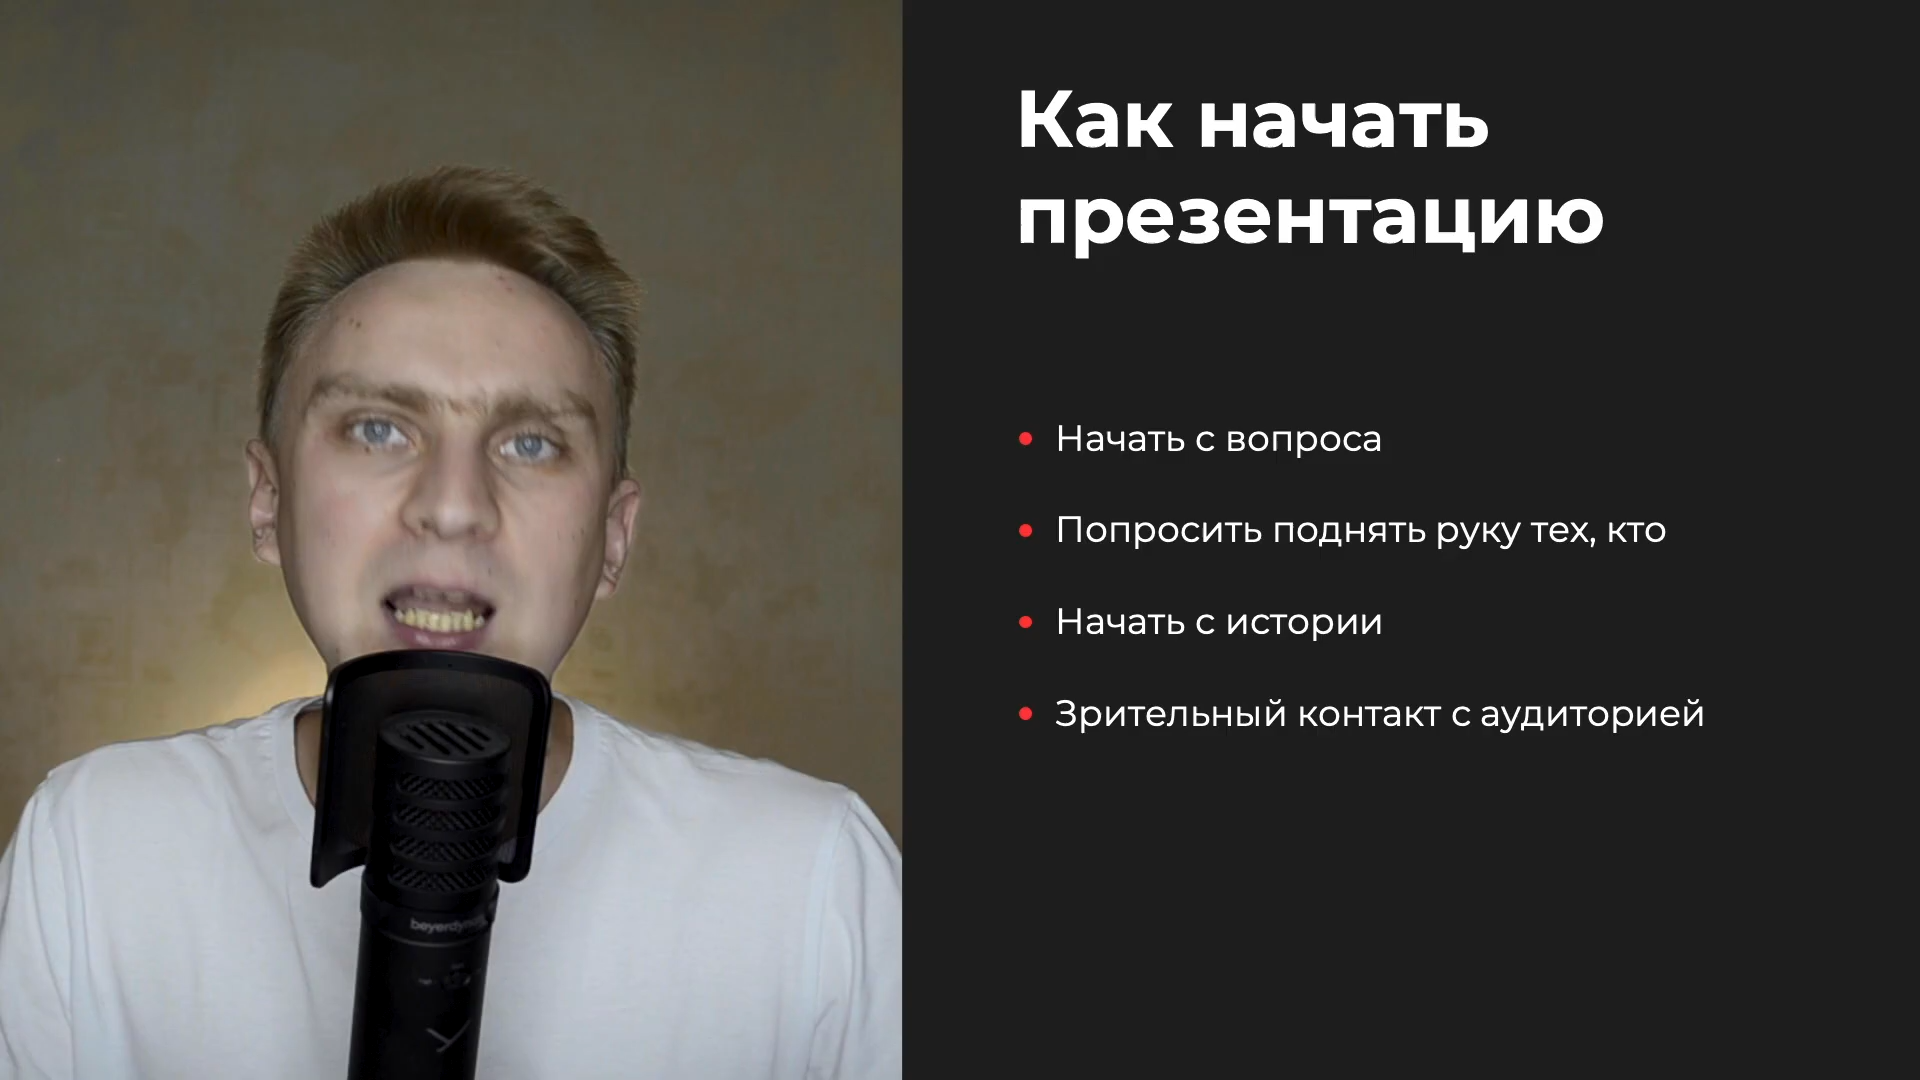 Как начать
презентацию
Начать с вопроса
Попросить поднять руку тех, кто
Начать с истории
Зрительный контакт с аудиторией